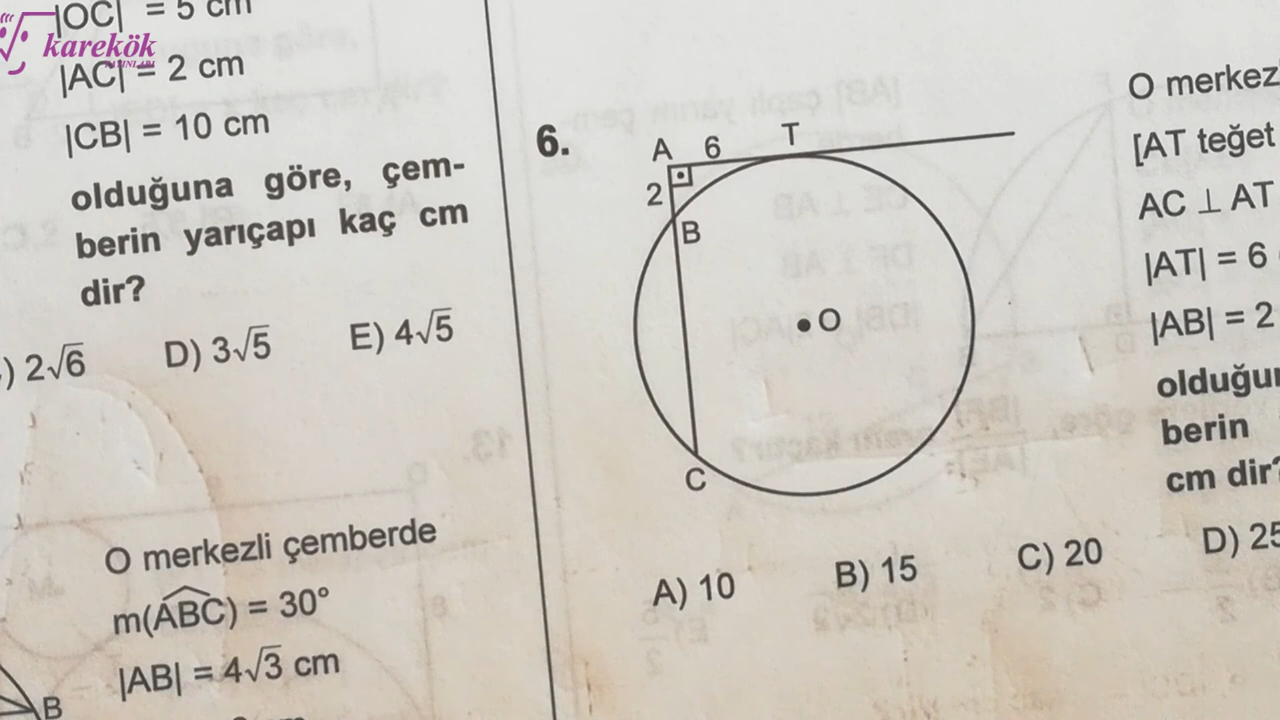 |OC| = 5 cm
karekök
YAYINLARI
|AC| = 2 cm
|CB| = 10 cm
olduğuna göre, çem-
berin yarıçapı kaç cm
dir?
) 2√6 D) 3√5 E) 4√5
O merkezli çemberde
m(ABC) = 30°
|AB| = 4√3 cm
B
6.
A 6 T
2
B
O
C
O merkez
[AT teğet
AC ⊥ AT
|AT| = 6
|AB| = 2
olduğu
berin
cm dir?
A) 10 B) 15 C) 20 D) 25